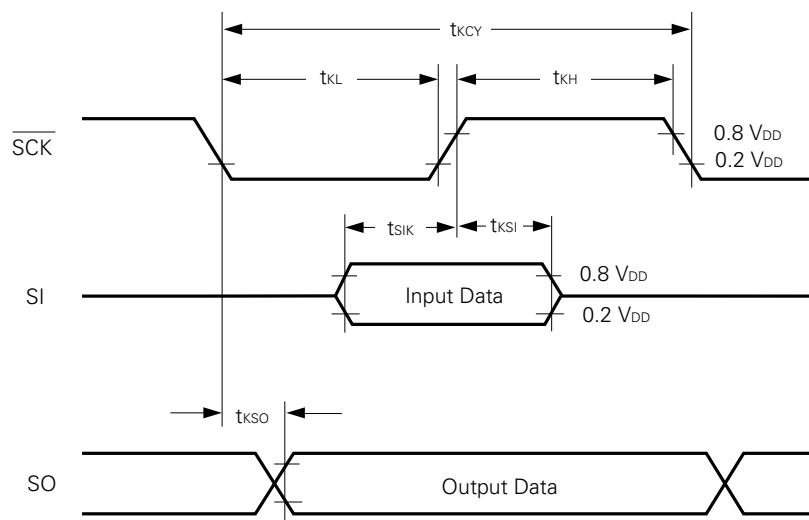 tKCY
tKL
tKH
SCK
0.8 VDD
0.2 VDD
tSIK
tKSI
SI
Input Data
0.8 VDD
0.2 VDD
tKSO
SO
Output Data